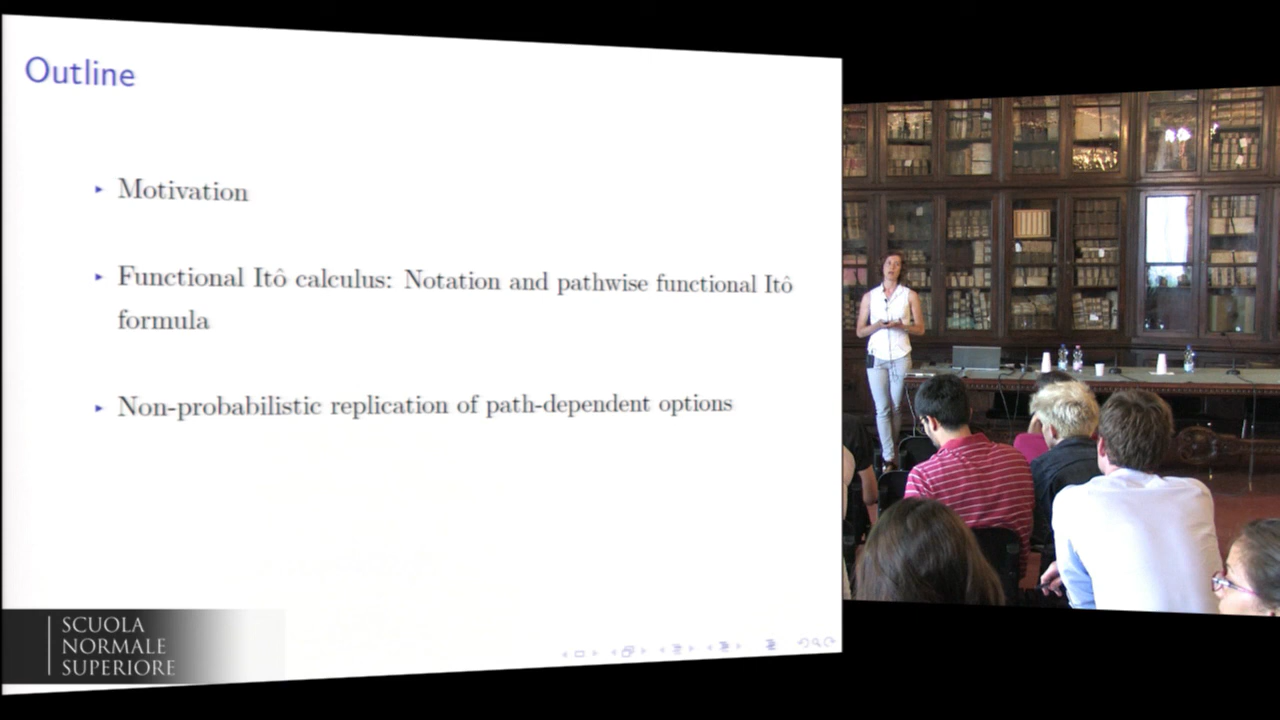 Outline
Motivation
Functional Itô calculus: Notation and pathwise functional Itô
formula
Non-probabilistic replication of path-dependent options
SCUOLA
NORMALE
SUPERIORE